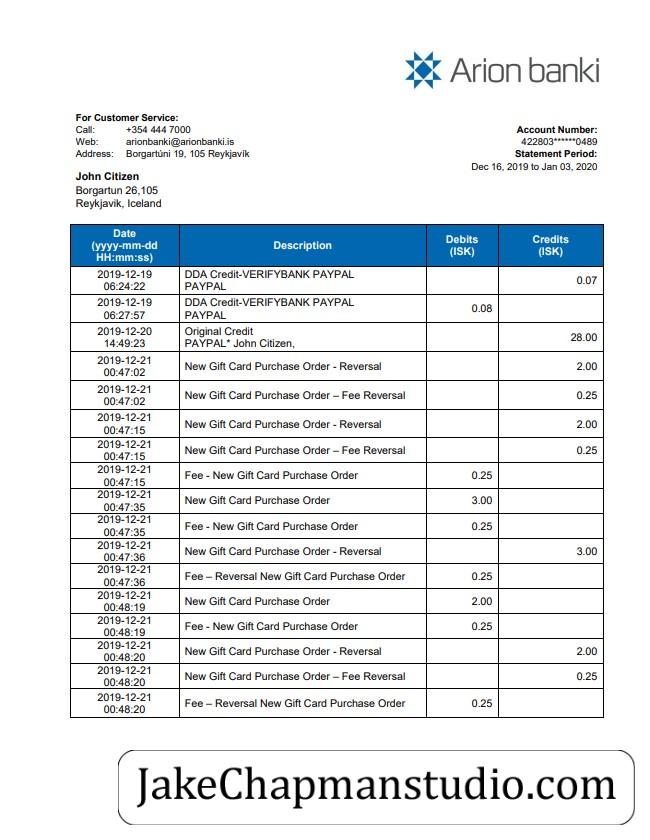 Arion banki
For Customer Service:
Call: +354 444 7000
Web: arionbanki@arionbanki.is
Address: Borgartúni 19, 105 Reykjavík
Account Number:
422803******0489
Statement Period:
Dec 16, 2019 to Jan 03, 2020
John Citizen
Borgartun 26,105
Reykjavik, Iceland
Date (yyyy-mm-dd HH:mm:ss) Description Debits (ISK) Credits (ISK)
2019-12-19 06:24:22 DDA Credit-VERIFYBANK PAYPAL PAYPAL 0.07
2019-12-19 06:27:57 DDA Credit-VERIFYBANK PAYPAL PAYPAL 0.08
2019-12-20 14:49:23 Original Credit PAYPAL* John Citizen, 28.00
2019-12-21 00:47:02 New Gift Card Purchase Order - Reversal 2.00
2019-12-21 00:47:02 New Gift Card Purchase Order – Fee Reversal 0.25
2019-12-21 00:47:15 New Gift Card Purchase Order - Reversal 2.00
2019-12-21 00:47:15 New Gift Card Purchase Order – Fee Reversal 0.25
2019-12-21 00:47:15 Fee - New Gift Card Purchase Order 0.25
2019-12-21 00:47:35 New Gift Card Purchase Order 3.00
2019-12-21 00:47:35 Fee - New Gift Card Purchase Order 0.25
2019-12-21 00:47:36 New Gift Card Purchase Order - Reversal 3.00
2019-12-21 00:47:36 Fee – Reversal New Gift Card Purchase Order 0.25
2019-12-21 00:48:19 New Gift Card Purchase Order 2.00
2019-12-21 00:48:19 Fee - New Gift Card Purchase Order 0.25
2019-12-21 00:48:20 New Gift Card Purchase Order - Reversal 2.00
2019-12-21 00:48:20 New Gift Card Purchase Order – Fee Reversal 0.25
2019-12-21 00:48:20 Fee – Reversal New Gift Card Purchase Order 0.25
JakeChapmanstudio.com